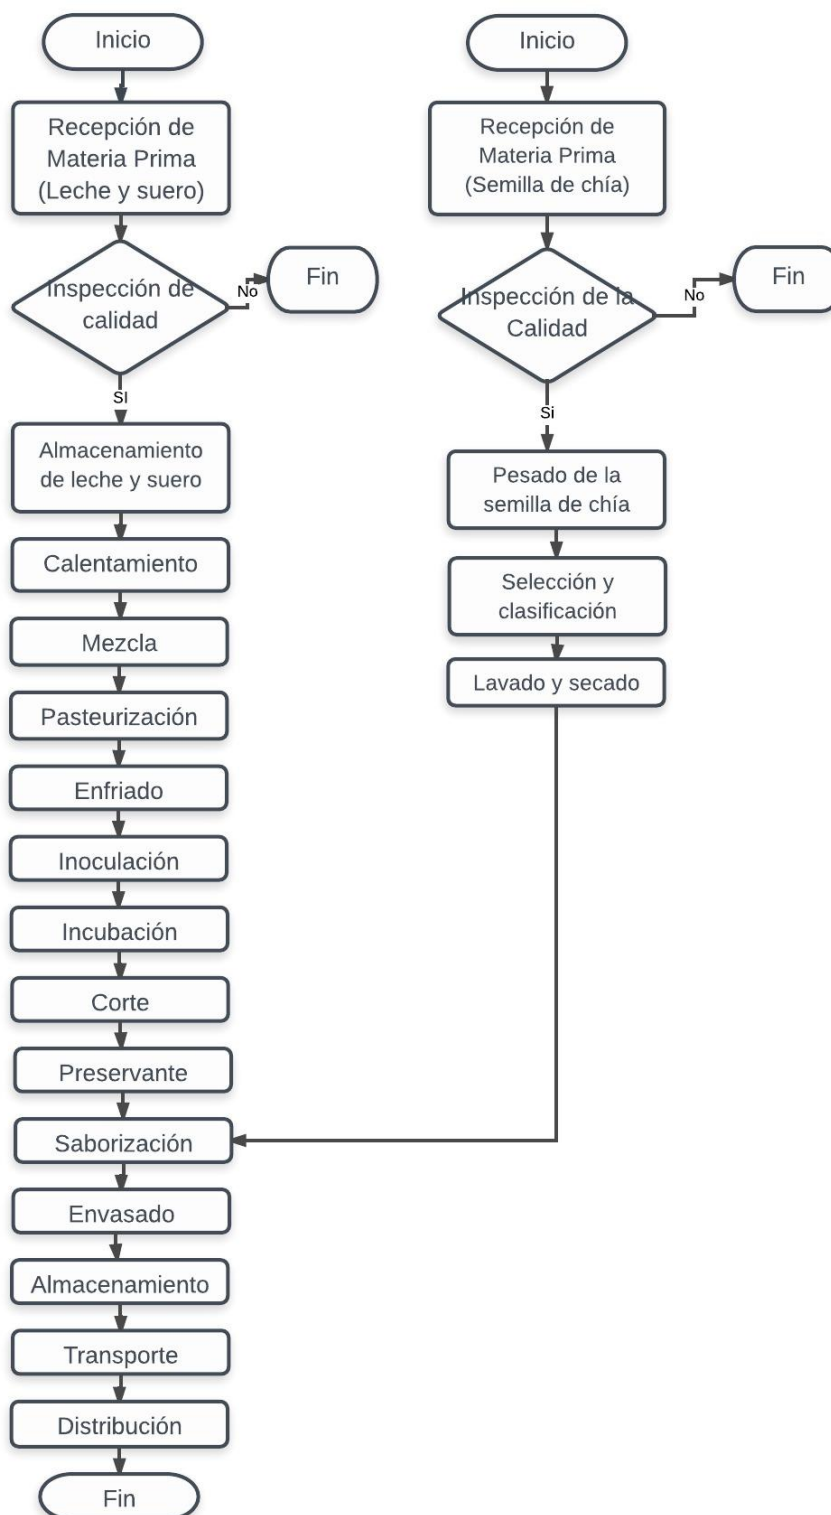 Inicio
Recepción de
Materia Prima
(Leche y suero)
Inspección de
calidad
No
Fin
SI
Almacenamiento
de leche y suero
Calentamiento
Mezcla
Pasteurización
Enfriado
Inoculación
Incubación
Corte
Preservante
Saborización
Envasado
Almacenamiento
Transporte
Distribución
Fin
Inicio
Recepción de
Materia Prima
(Semilla de chía)
Inspección de la
Calidad
No
Fin
Si
Pesado de la
semilla de chía
Selección y
clasificación
Lavado y secado